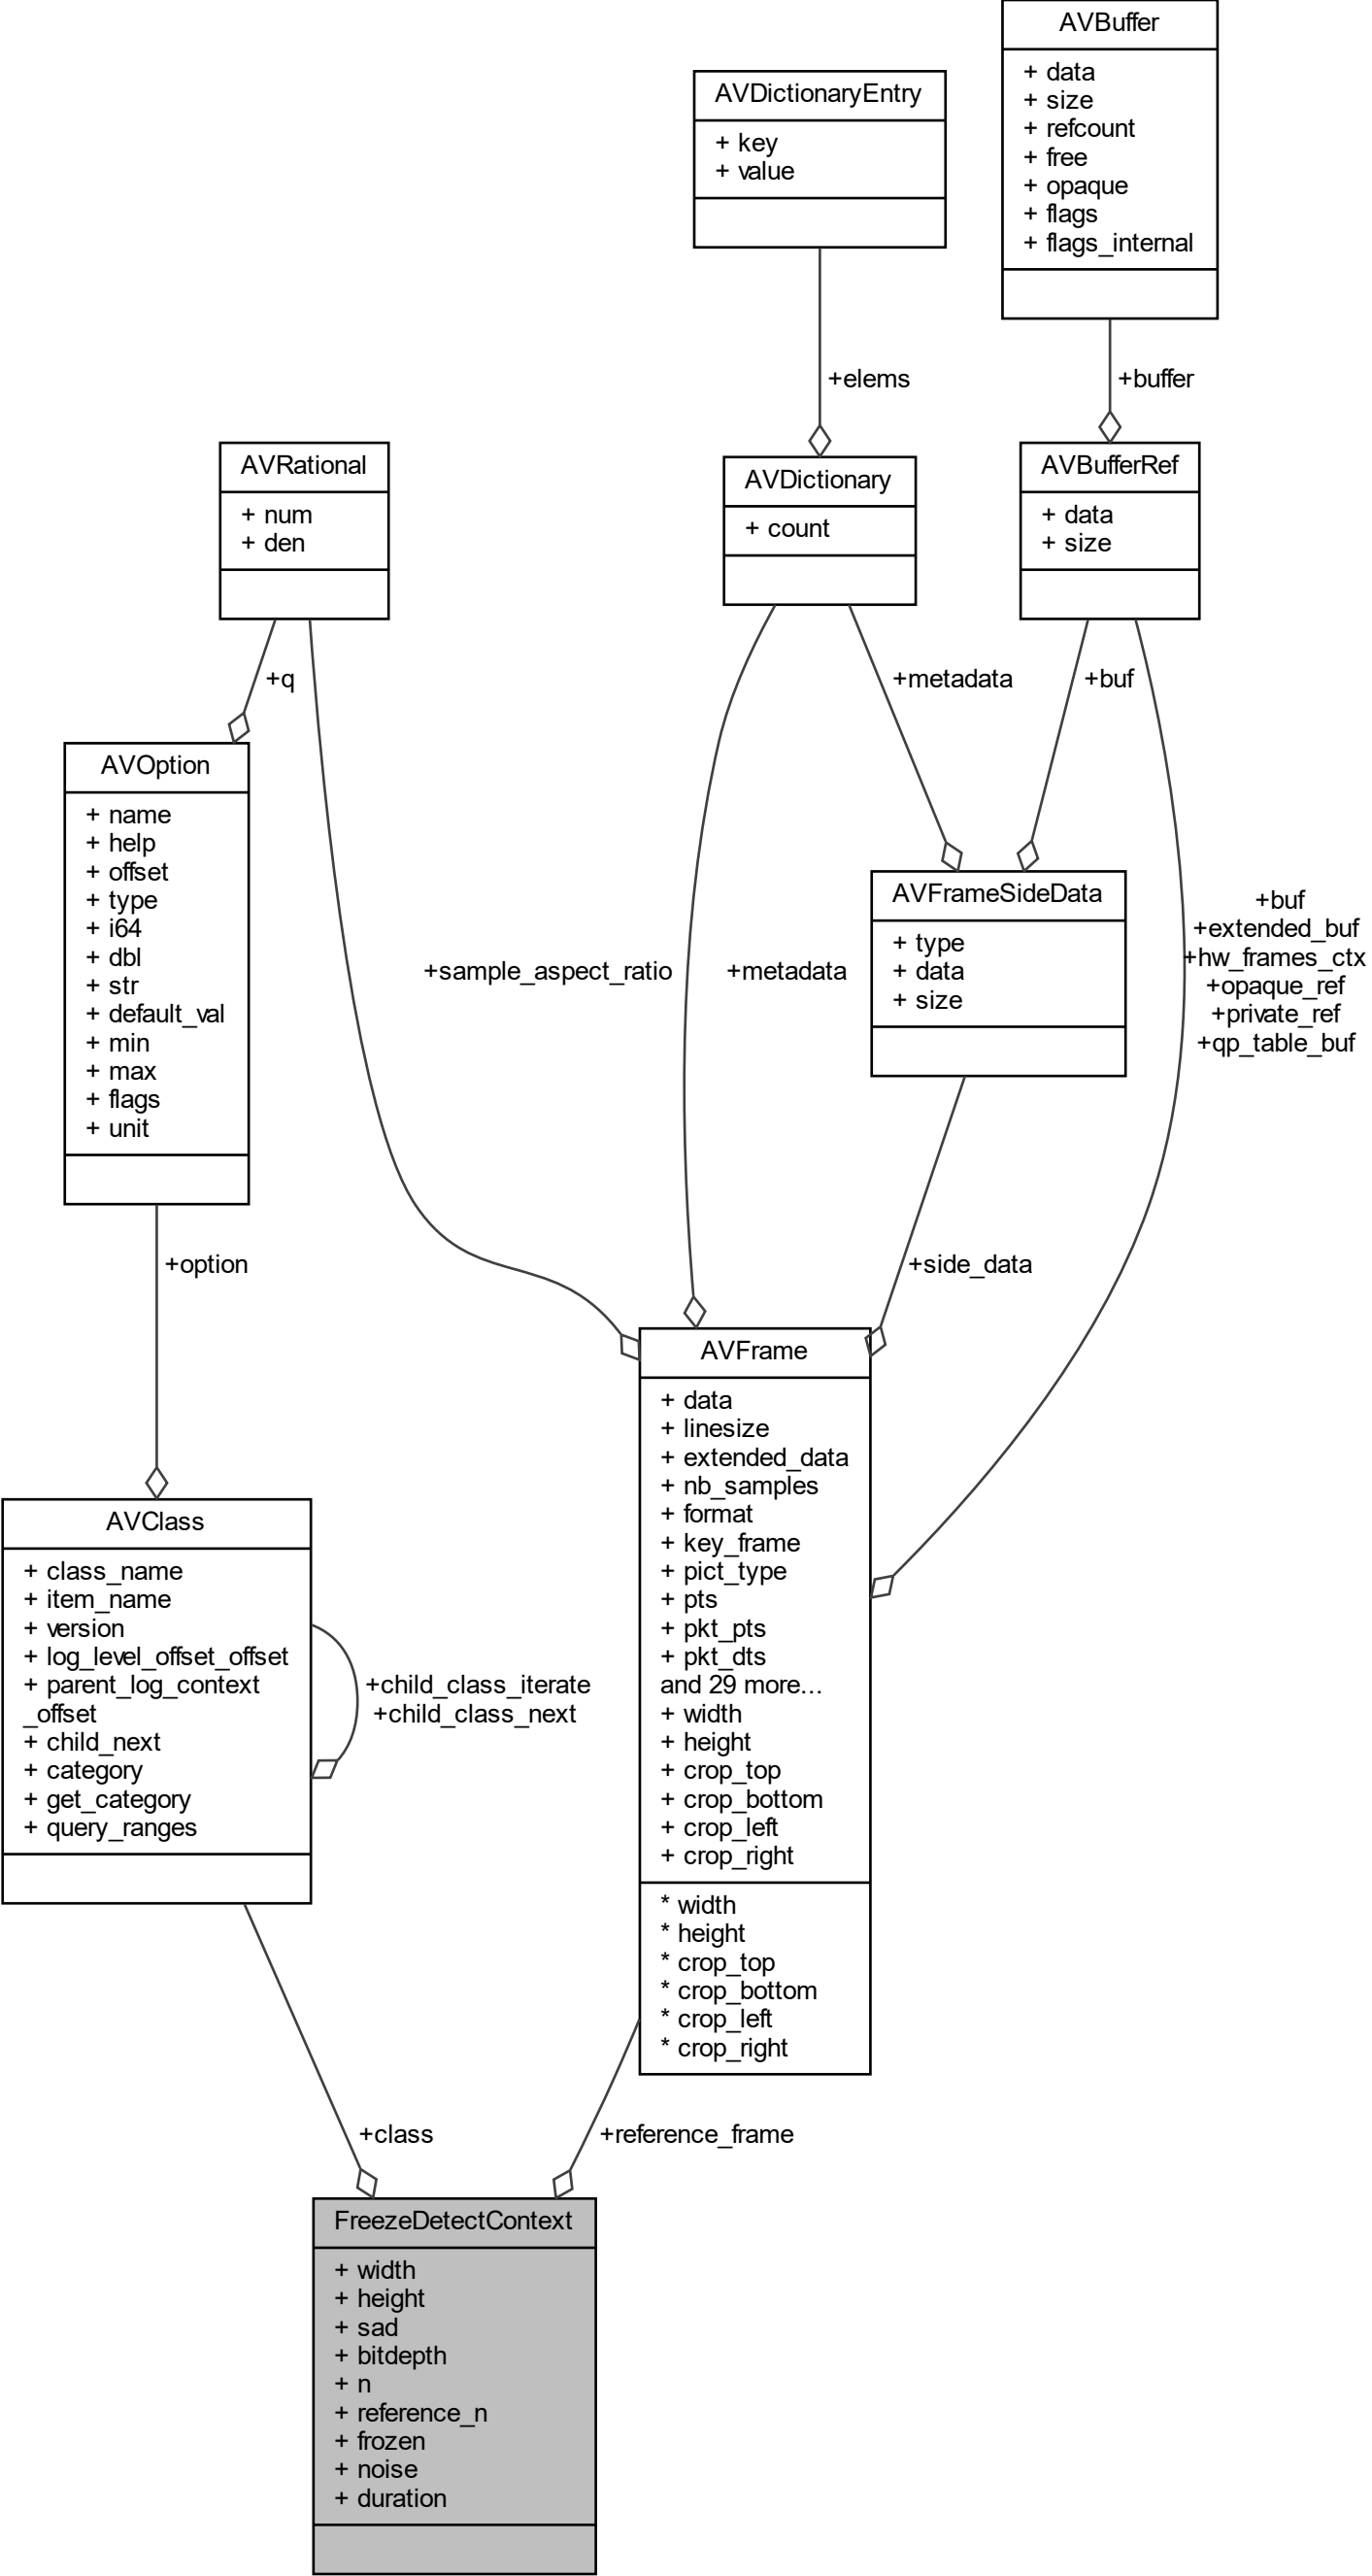 AVBuffer
+ data
+ size
+ refcount
+ free
+ opaque
+ flags
+ flags_internal
AVDictionaryEntry
+ key
+ value
+elems
+buffer
AVRational
+ num
+ den
AVDictionary
+ count
AVBufferRef
+ data
+ size
+q
+metadata
+buf
AVOption
+ name
+ help
+ offset
+ type
+ i64
+ dbl
+ str
+ default_val
+ min
+ max
+ flags
+ unit
+sample_aspect_ratio
+metadata
AVFrameSideData
+ type
+ data
+ size
+buf
+extended_buf
+hw_frames_ctx
+opaque_ref
+private_ref
+qp_table_buf
+option
+side_data
AVFrame
+ data
+ linesize
+ extended_data
+ nb_samples
+ format
+ key_frame
+ pict_type
+ pts
+ pkt_pts
+ pkt_dts
and 29 more...
+ width
+ height
+ crop_top
+ crop_bottom
+ crop_left
+ crop_right
* width
* height
* crop_top
* crop_bottom
* crop_left
* crop_right
AVClass
+ class_name
+ item_name
+ version
+ log_level_offset_offset
+ parent_log_context
_offset
+ child_next
+ category
+ get_category
+ query_ranges
+child_class_iterate
+child_class_next
+class
+reference_frame
FreezeDetectContext
+ width
+ height
+ sad
+ bitdepth
+ n
+ reference_n
+ frozen
+ noise
+ duration